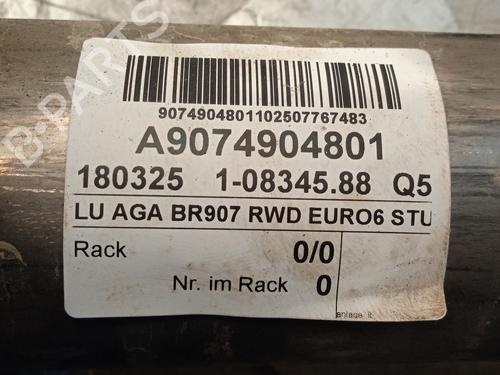 9074904801102507767483
A9074904801
180325 1-08345.88 Q5
LU AGA BR907 RWD EURO6 STU
Rack 0/0
Nr. im Rack 0
B-PARTS